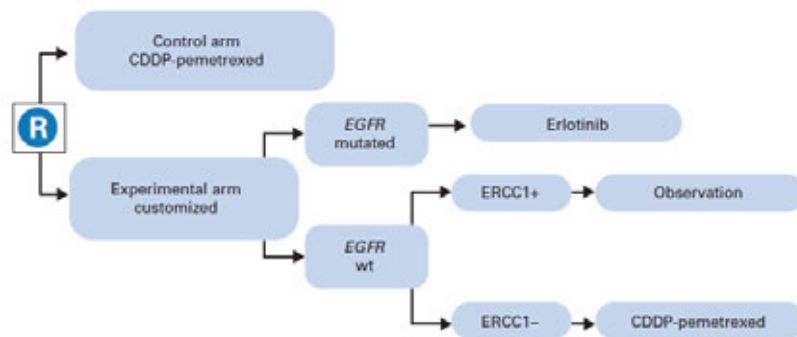 Control arm
CDDP-pemetrexed
R
EGFR
mutated
Erlotinib
Experimental arm
customized
ERCC1+
Observation
EGFR
wt
ERCC1–
CDDP-pemetrexed